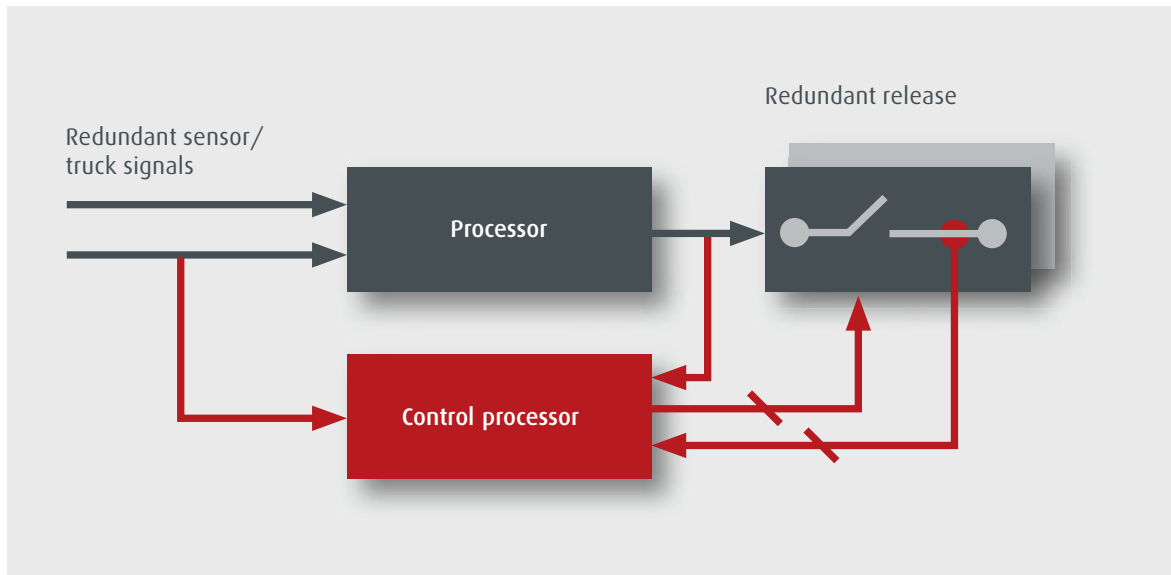 Redundant release
Redundant sensor/
truck signals
Processor
Control processor